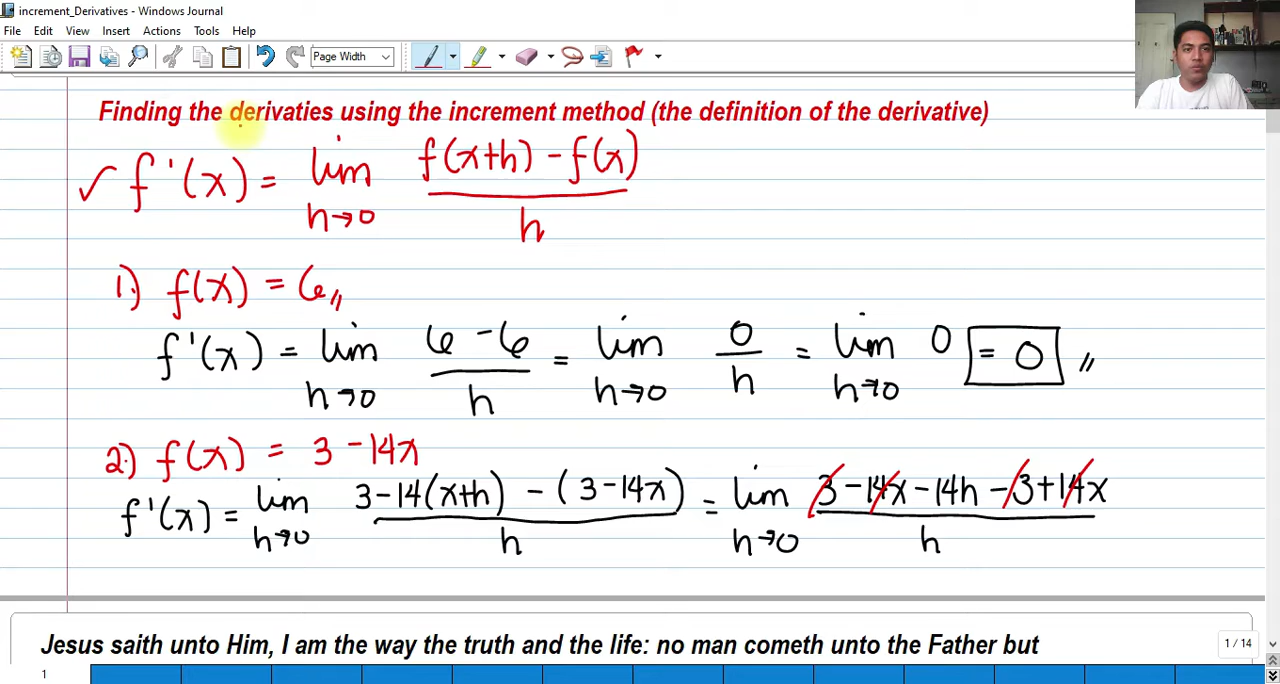 increment_Derivatives - Windows Journal
File Edit View Insert Actions Tools Help
Page Width
Finding the derivaties using the increment method (the definition of the derivative)
✓ f'(x) = lim h→0 f(x+h) - f(x) / h
1.) f(x) = 6,,
f'(x) = lim h→0 6 - 6 / h = lim h→0 0 / h = lim h→0 0 = 0 ,,
2.) f(x) = 3 - 14x
f'(x) = lim h→0 3 - 14(x+h) - (3 - 14x) / h = lim h→0 3 - 14x - 14h - 3 + 14x / h
Jesus saith unto Him, I am the way the truth and the life: no man cometh unto the Father but
1 / 14
1